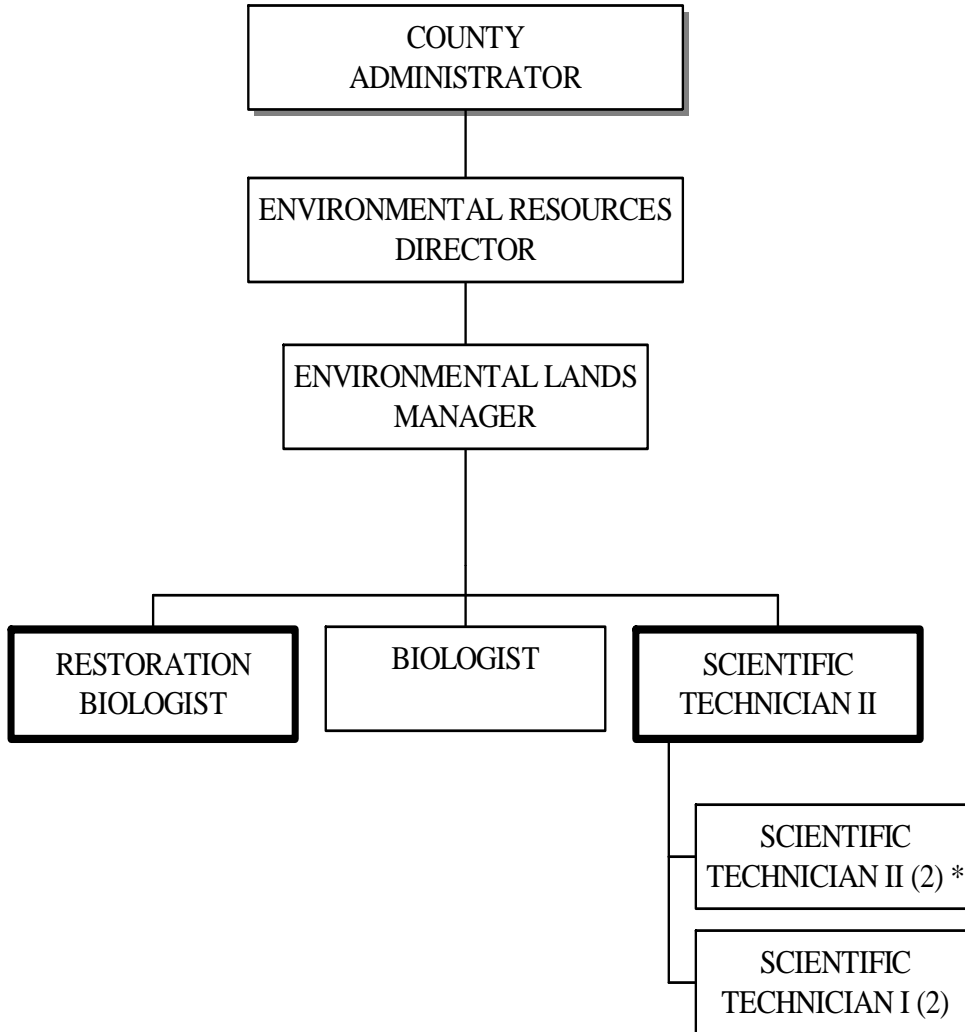 COUNTY
ADMINISTRATOR
ENVIRONMENTAL RESOURCES
DIRECTOR
ENVIRONMENTAL LANDS
MANAGER
RESTORATION
BIOLOGIST
BIOLOGIST
SCIENTIFIC
TECHNICIAN II
SCIENTIFIC
TECHNICIAN II (2) *
SCIENTIFIC
TECHNICIAN I (2)